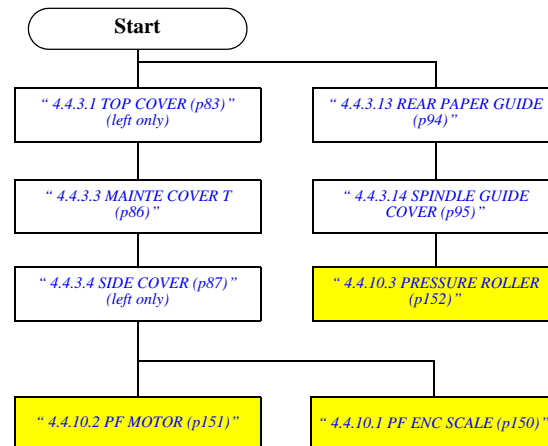 Start
“ 4.4.3.1 TOP COVER (p83)”
(left only)
“ 4.4.3.13 REAR PAPER GUIDE
(p94)”
“ 4.4.3.3 MAINTE COVER T
(p86)”
“ 4.4.3.14 SPINDLE GUIDE
COVER (p95)”
“ 4.4.3.4 SIDE COVER (p87)”
(left only)
“ 4.4.10.3 PRESSURE ROLLER
(p152)”
“ 4.4.10.2 PF MOTOR (p151)”
“ 4.4.10.1 PF ENC SCALE (p150)”